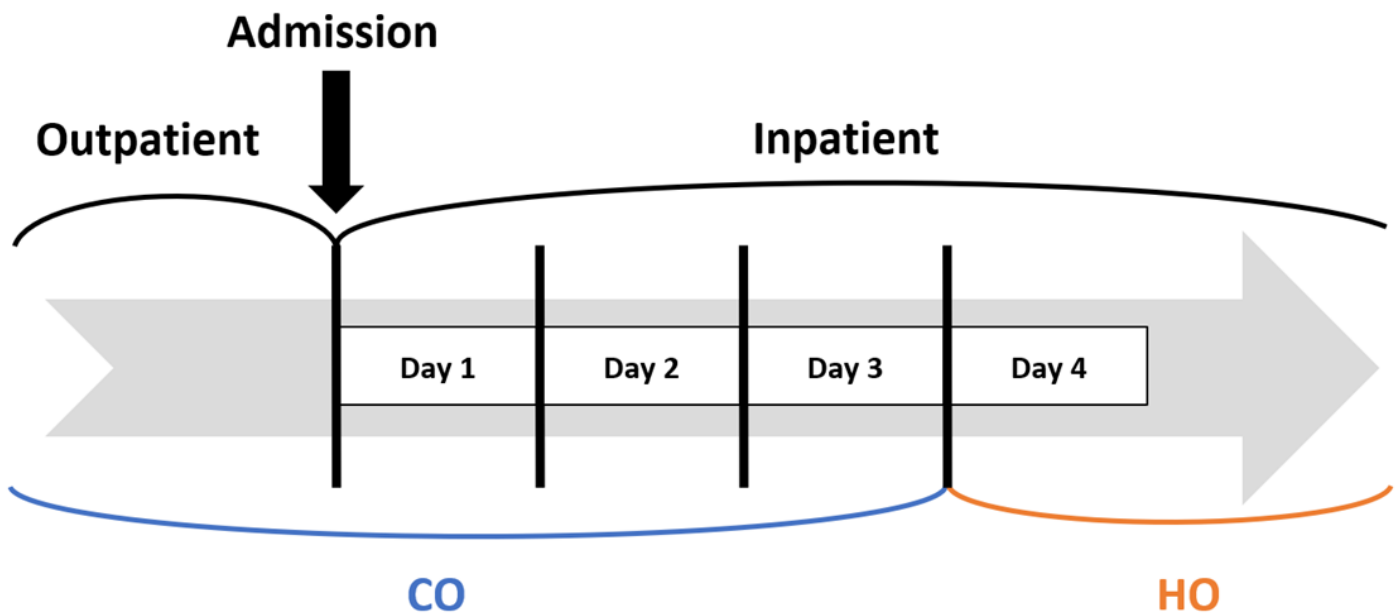 Admission
Outpatient
Inpatient
Day 1
Day 2
Day 3
Day 4
CO
HO